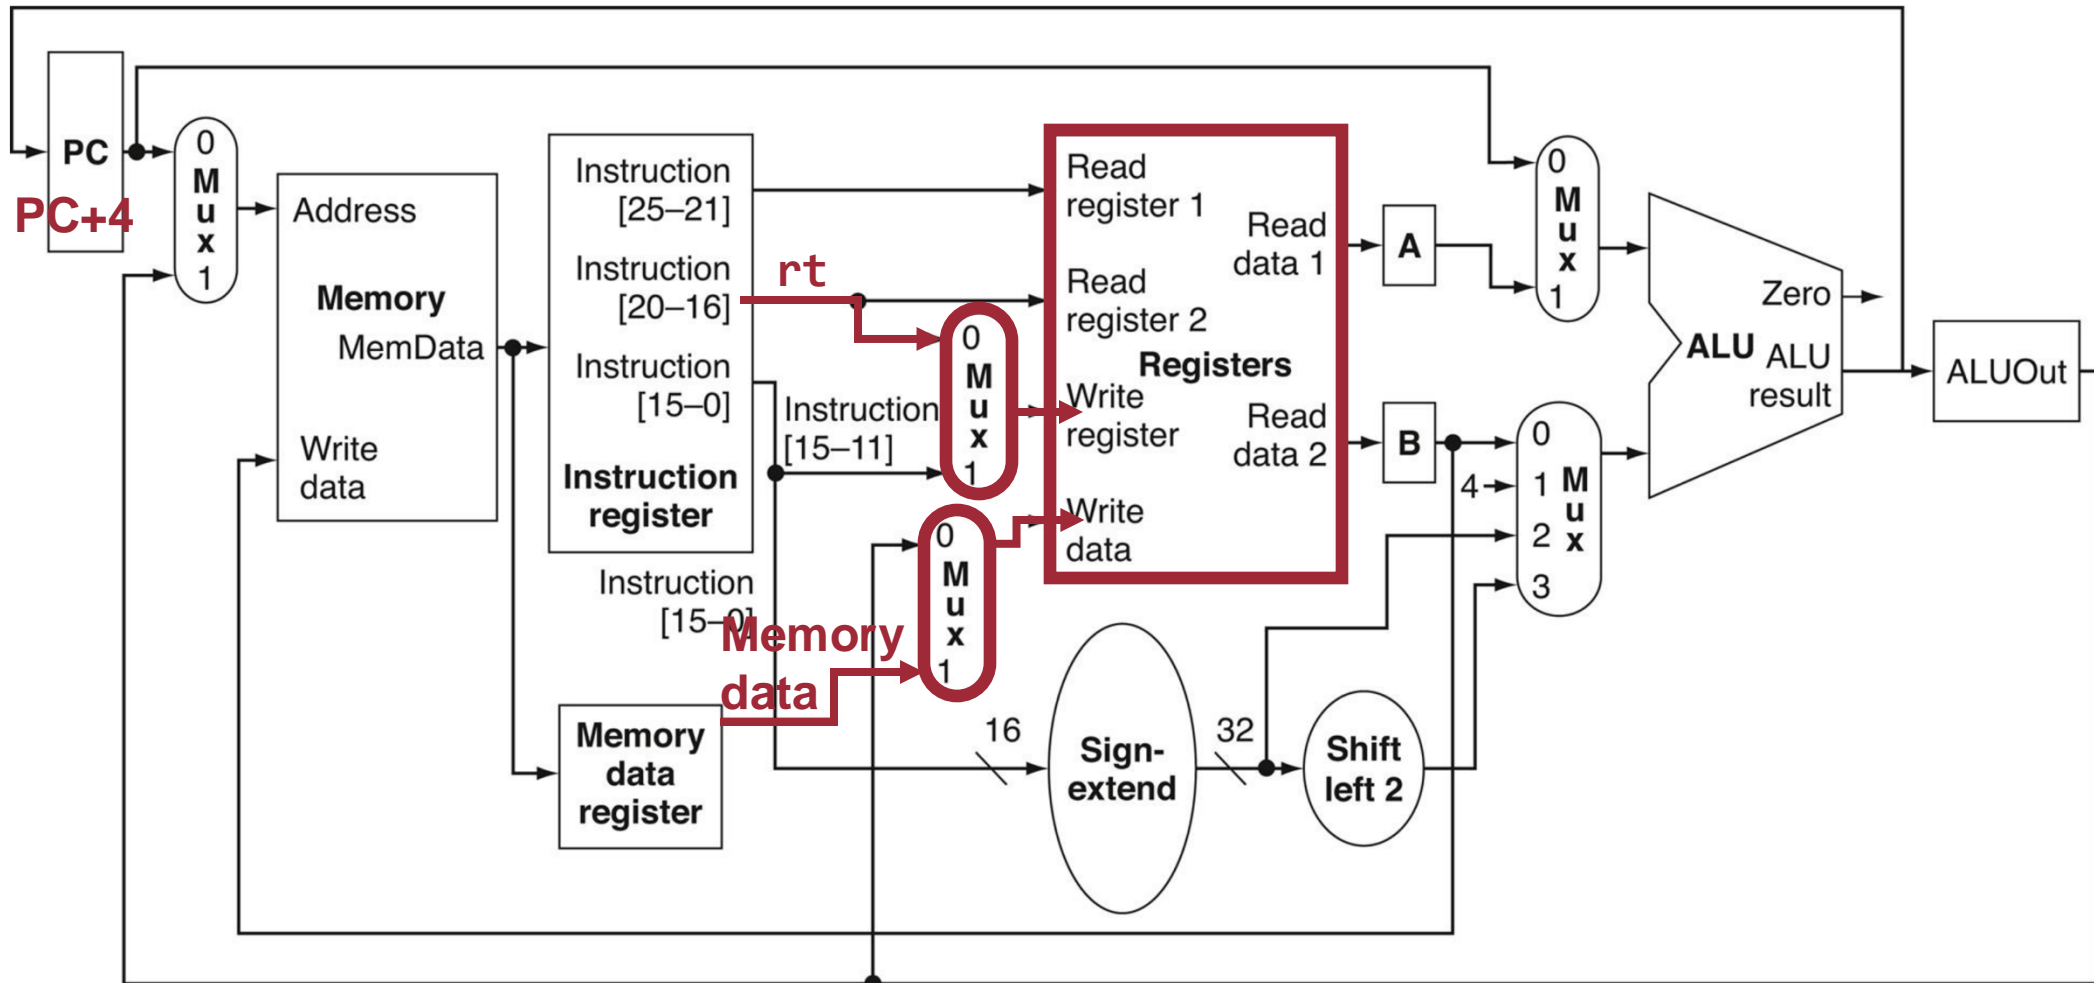 PC
PC+4
0
M
u
x
1
Address
Memory
MemData
Write
data
Instruction
[25–21]
Instruction
[20–16]
Instruction
[15–0]
Instruction
register
rt
Instruction
[15–11]
0
M
u
x
1
Instruction
[15–0]
Memory
data
0
M
u
x
1
Memory
data
register
Read
register 1
Read
register 2
Registers
Write
register
Write
data
Read
data 1
Read
data 2
16
Sign-
extend
32
Shift
left 2
A
B
4
0
M
u
x
1
0
1
2
3
M
u
x
Zero
ALU
ALU
result
ALUOut